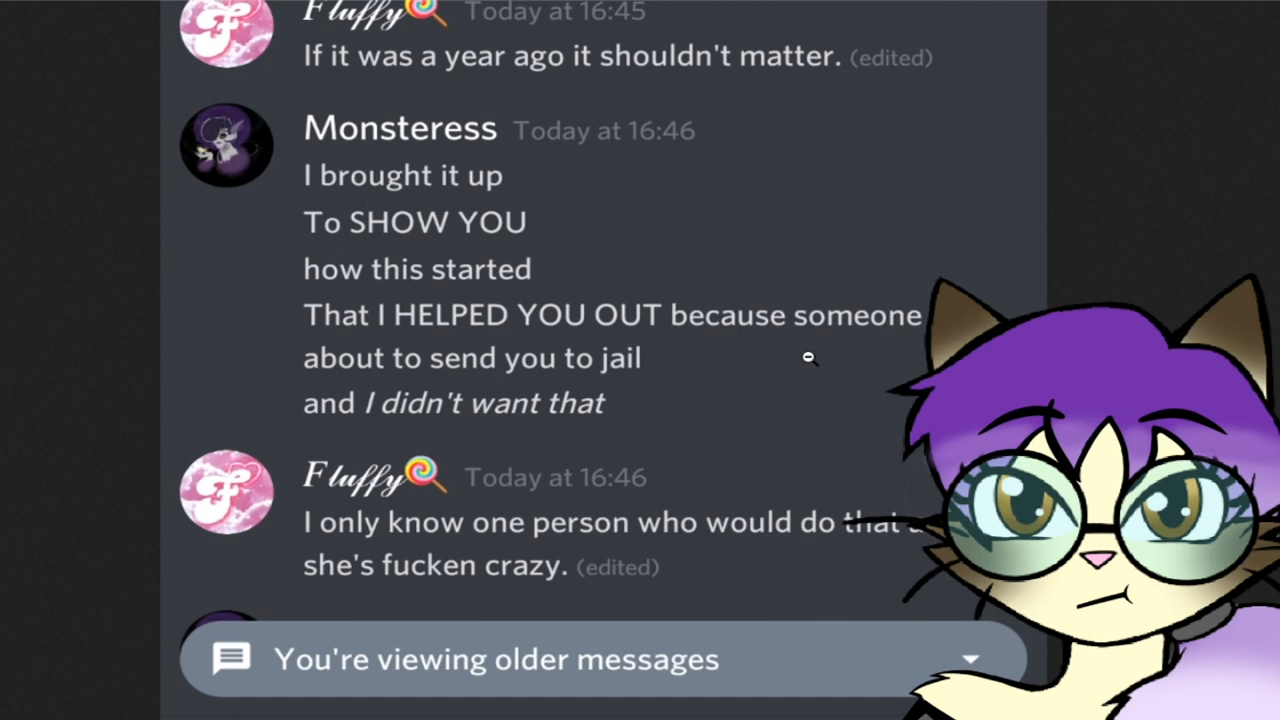 Fluffy🍭 Today at 16:45
If it was a year ago it shouldn't matter. (edited)
Monsteress Today at 16:46
I brought it up
To SHOW YOU
how this started
That I HELPED YOU OUT because someone
about to send you to jail
and I didn't want that
Fluffy🍭 Today at 16:46
I only know one person who would do that
she's fucken crazy. (edited)
You're viewing older messages